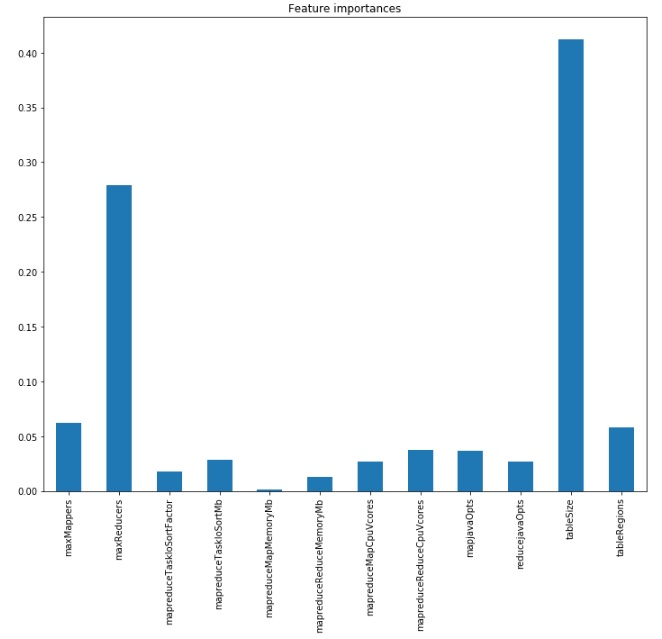 Feature importances
0.40
0.35
0.30
0.25
0.20
0.15
0.10
0.05
0.00
maxMappers
maxReducers
mapreduceTaskIoSortFactor
mapreduceTaskIoSortMb
mapreduceMapMemoryMb
mapreduceReduceMemoryMb
mapreduceMapCpuVcores
mapreduceReduceCpuVcores
mapjavaOpts
reducejavaOpts
tableSize
tableRegions